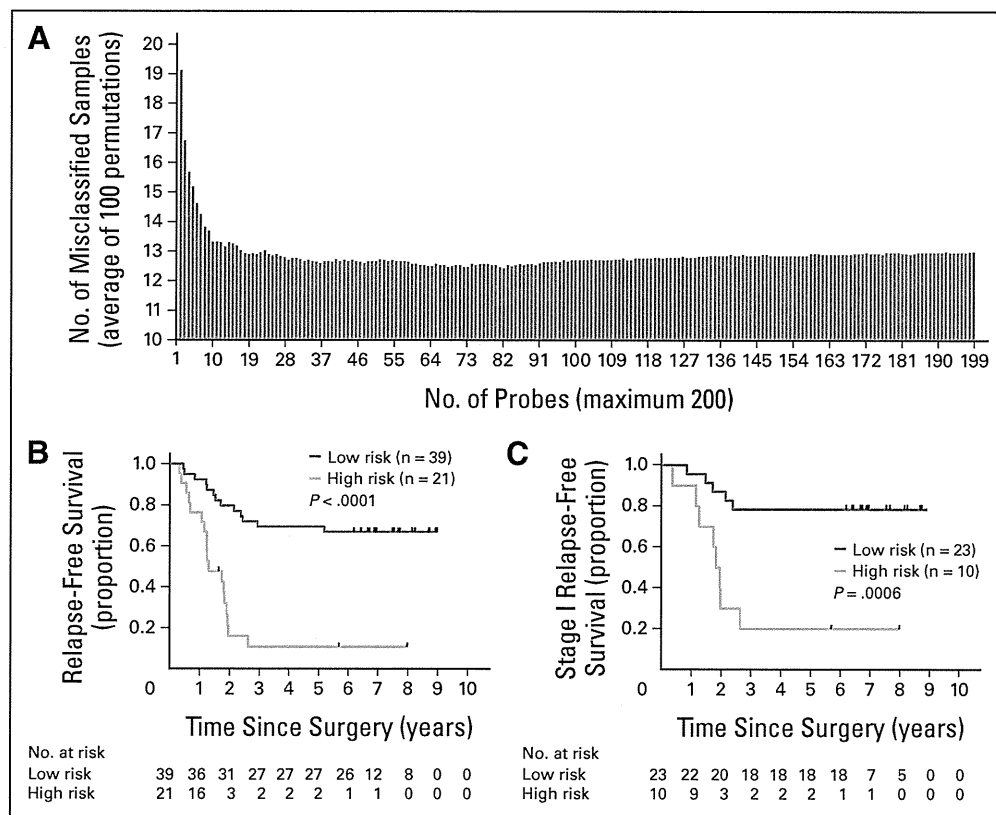 A
No. of Misclassified Samples
(average of 100 permutations)
20
19
18
17
16
15
14
13
12
11
10
1 10 19 28 37 46 55 64 73 82 91 100 109 118 127 136 145 154 163 172 181 190 199
No. of Probes (maximum 200)
B
Relapse-Free Survival
(proportion)
1.0
0.8
0.6
0.4
0.2
0 1 2 3 4 5 6 7 8 9 10
Low risk (n = 39)
High risk (n = 21)
P < .0001
Time Since Surgery (years)
No. at risk
Low risk 39 36 31 27 27 27 26 12 8 0 0
High risk 21 16 3 2 2 2 1 1 0 0 0
C
Stage I Relapse-Free
Survival (proportion)
1.0
0.8
0.6
0.4
0.2
0 1 2 3 4 5 6 7 8 9 10
Low risk (n = 23)
High risk (n = 10)
P = .0006
Time Since Surgery (years)
No. at risk
Low risk 23 22 20 18 18 18 18 7 5 0 0
High risk 10 9 3 2 2 2 1 1 0 0 0